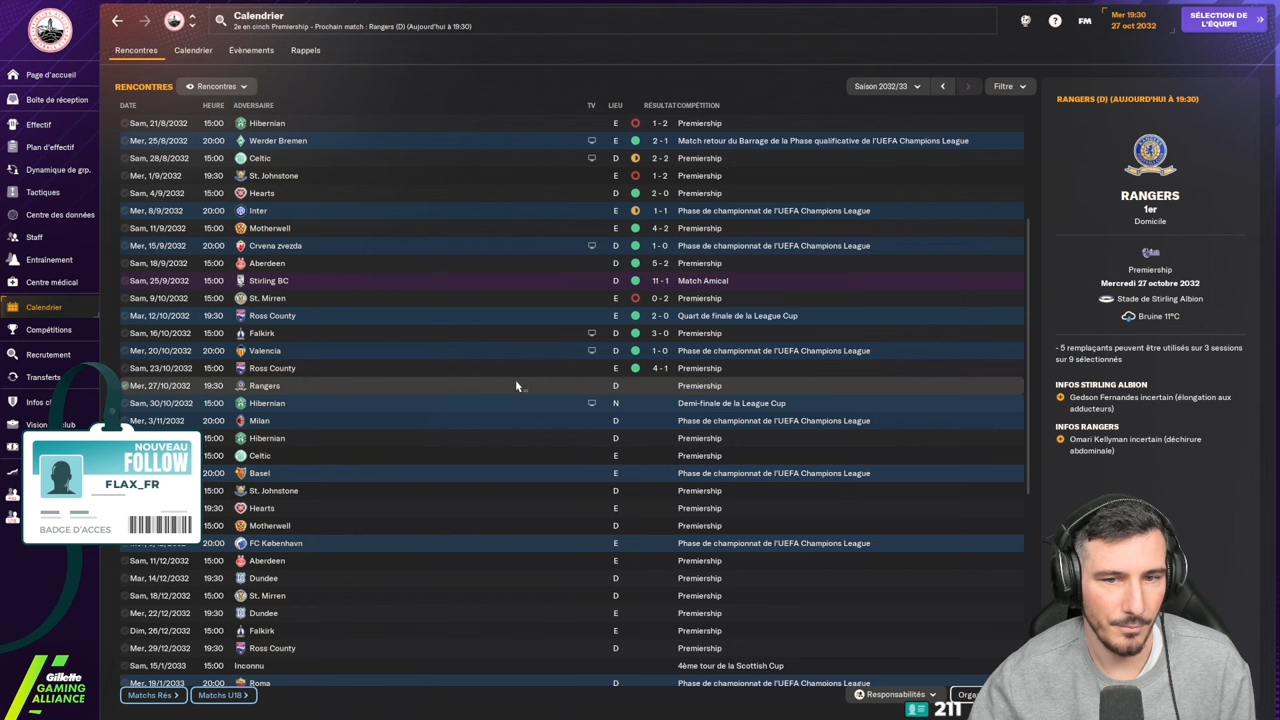 Calendrier
2e en cinch Premiership - Prochain match : Rangers (D) (Aujourd'hui à 19:30)
FM
Mer 19:30
27 oct 2032
SÉLECTION DE
L'ÉQUIPE
Rencontres Calendrier Évènements Rappels
Page d'accueil
Boîte de réception
Effectif
Plan d'effectif
Dynamique de grp.
Tactiques
Centre des données
Staff
Entraînement
Centre médical
Calendrier
Compétitions
Recrutement
Transferts
Infos cl
Vision club
RENCONTRES Rencontres Saison 2032/33 Filtre
DATE HEURE ADVERSAIRE TV LIEU RÉSULTAT COMPÉTITION
Sam, 21/8/2032 15:00 Hibernian E 1 - 2 Premiership
Mer, 25/8/2032 20:00 Werder Bremen E 2 - 1 Match retour du Barrage de la Phase qualificative de l'UEFA Champions League
Sam, 28/8/2032 15:00 Celtic D 2 - 2 Premiership
Mer, 1/9/2032 19:30 St. Johnstone E 1 - 2 Premiership
Sam, 4/9/2032 15:00 Hearts D 2 - 0 Premiership
Mer, 8/9/2032 20:00 Inter E 1 - 1 Phase de championnat de l'UEFA Champions League
Sam, 11/9/2032 15:00 Motherwell E 4 - 2 Premiership
Mer, 15/9/2032 20:00 Crvena zvezda D 1 - 0 Phase de championnat de l'UEFA Champions League
Sam, 18/9/2032 15:00 Aberdeen D 5 - 2 Premiership
Sam, 25/9/2032 15:00 Stirling BC D 11 - 1 Match Amical
Sam, 9/10/2032 15:00 St. Mirren E 0 - 2 Premiership
Mar, 12/10/2032 19:30 Ross County E 2 - 0 Quart de finale de la League Cup
Sam, 16/10/2032 15:00 Falkirk D 3 - 0 Premiership
Mer, 20/10/2032 20:00 Valencia D 1 - 0 Phase de championnat de l'UEFA Champions League
Sam, 23/10/2032 15:00 Ross County E 4 - 1 Premiership
Mer, 27/10/2032 19:30 Rangers D Premiership
Sam, 30/10/2032 15:00 Hibernian N Demi-finale de la League Cup
Mer, 3/11/2032 20:00 Milan D Phase de championnat de l'UEFA Champions League
15:00 Hibernian D Premiership
15:00 Celtic E Premiership
20:00 Basel E Phase de championnat de l'UEFA Champions League
15:00 St. Johnstone D Premiership
19:30 Hearts E Premiership
15:00 Motherwell D Premiership
20:00 FC København E Phase de championnat de l'UEFA Champions League
Sam, 11/12/2032 15:00 Aberdeen E Premiership
Mar, 14/12/2032 19:30 Dundee D Premiership
Sam, 18/12/2032 15:00 St. Mirren D Premiership
Mer, 22/12/2032 19:30 Dundee E Premiership
Dim, 26/12/2032 15:00 Falkirk E Premiership
Mer, 29/12/2032 19:30 Ross County D Premiership
Sam, 15/1/2033 15:00 Inconnu 4ème tour de la Scottish Cup
Mer, 19/1/2033 20:00 Roma D Phase de championnat de l'UEFA Champions League
Matchs Rés Matchs U18 Responsabilités Orga
211
RANGERS (D) (AUJOURD'HUI À 19:30)
RANGERS
1er
Domicile
Premiership
Mercredi 27 octobre 2032
Stade de Stirling Albion
Bruine 11°C
- 5 remplaçants peuvent être utilisés sur 3 sessions
sur 9 sélectionnés
INFOS STIRLING ALBION
Gedson Fernandes incertain (élongation aux
adducteurs)
INFOS RANGERS
Omari Kellyman incertain (déchirure
abdominale)
NOUVEAU
FOLLOW
FLAX_FR
BADGE D'ACCES
Gillette
GAMING
ALLIANCE